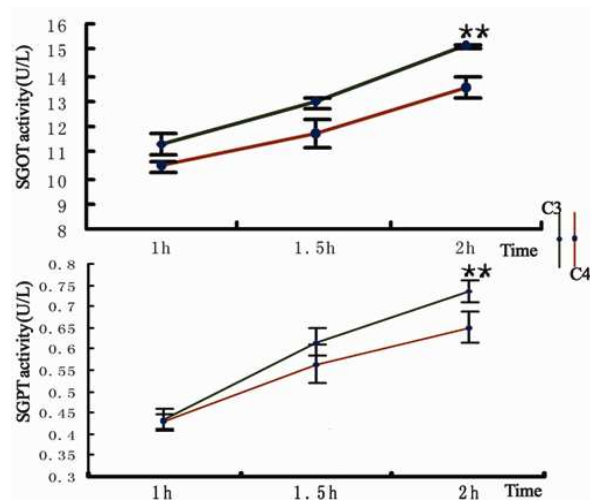 16
**
15
14
13
12
11
10
9
8
SGOT activity(U/L)
1h
1.5h
2h
Time
C3
C4
0.8
**
0.75
0.7
0.65
0.6
0.55
0.5
0.45
0.4
0.35
0.3
SGPT activity(U/L)
1h
1.5h
2h
Time